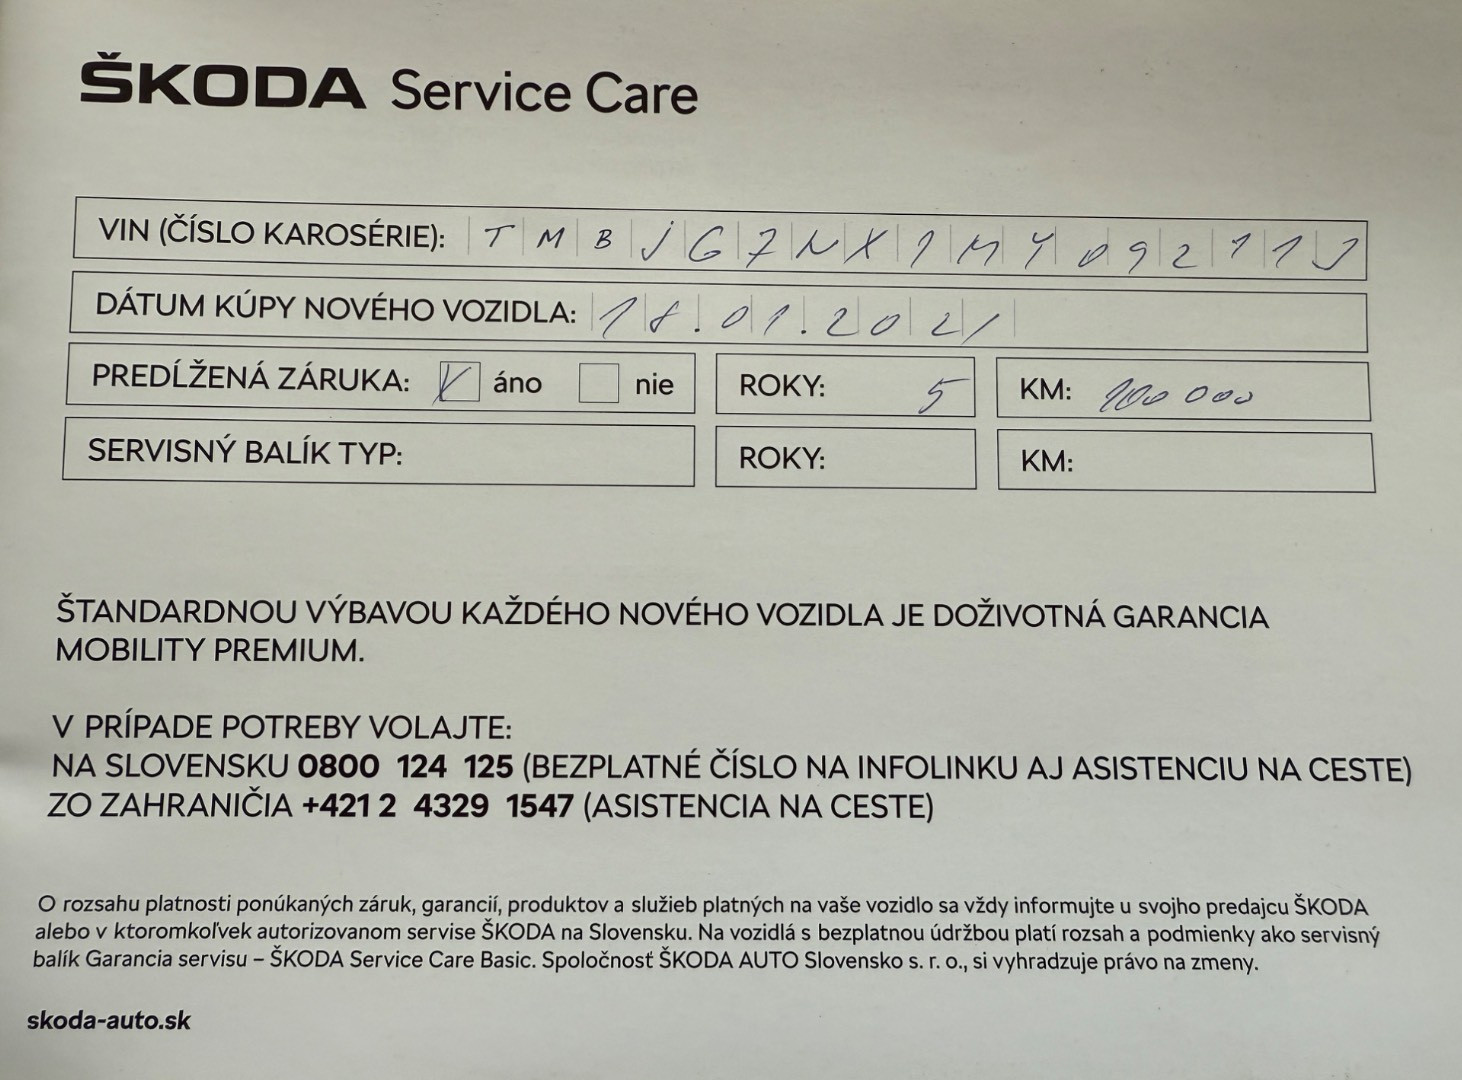 ŠKODA Service Care
VIN (ČÍSLO KAROSÉRIE): TMBJG7NX1MY092111
DÁTUM KÚPY NOVÉHO VOZIDLA: 18.01.2021
PREDĹŽENÁ ZÁRUKA: áno nie ROKY: 5 KM: 100 000
SERVISNÝ BALÍK TYP: ROKY: KM:
ŠTANDARDNOU VÝBAVOU KAŽDÉHO NOVÉHO VOZIDLA JE DOŽIVOTNÁ GARANCIA
MOBILITY PREMIUM.
V PRÍPADE POTREBY VOLAJTE:
NA SLOVENSKU 0800 124 125 (BEZPLATNÉ ČÍSLO NA INFOLINKU AJ ASISTENCIU NA CESTE)
ZO ZAHRANIČIA +421 2 4329 1547 (ASISTENCIA NA CESTE)
O rozsahu platnosti ponúkaných záruk, garancií, produktov a služieb platných na vaše vozidlo sa vždy informujte u svojho predajcu ŠKODA
alebo v ktoromkoľvek autorizovanom servise ŠKODA na Slovensku. Na vozidlá s bezplatnou údržbou platí rozsah a podmienky ako servisný
balík Garancia servisu – ŠKODA Service Care Basic. Spoločnosť ŠKODA AUTO Slovensko s. r. o., si vyhradzuje právo na zmeny.
skoda-auto.sk